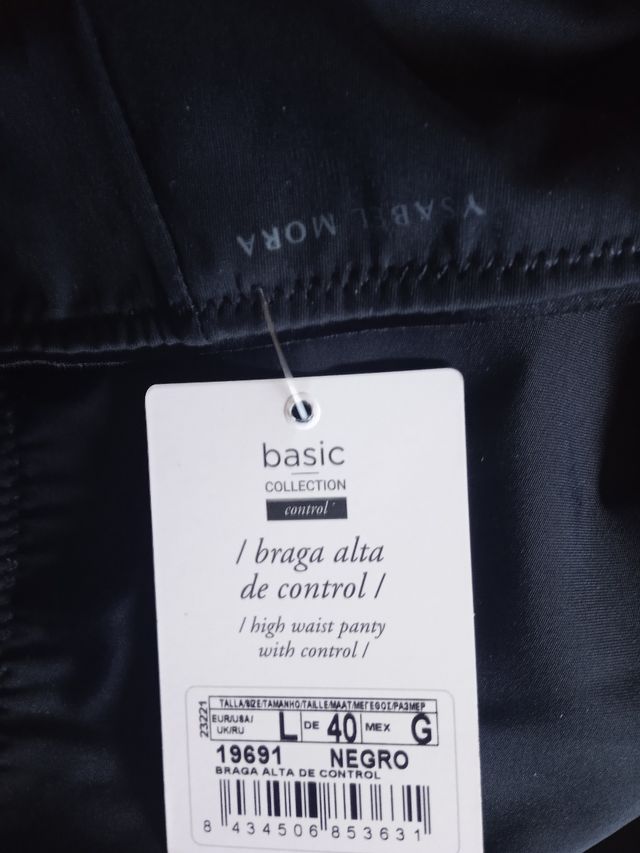 YSABEL MORA
basic
COLLECTION
control
/ braga alta
de control /
/ high waist panty
with control /
TALLA/SIZE/TAMANHO/TAILLE/MAAT/ΜΕΓΕΘΟΣ/РАЗМЕР
23221
EUR/USA/
UK/RU
L
DE
40
MEX
G
19691 NEGRO
BRAGA ALTA DE CONTROL
8 434506 853631